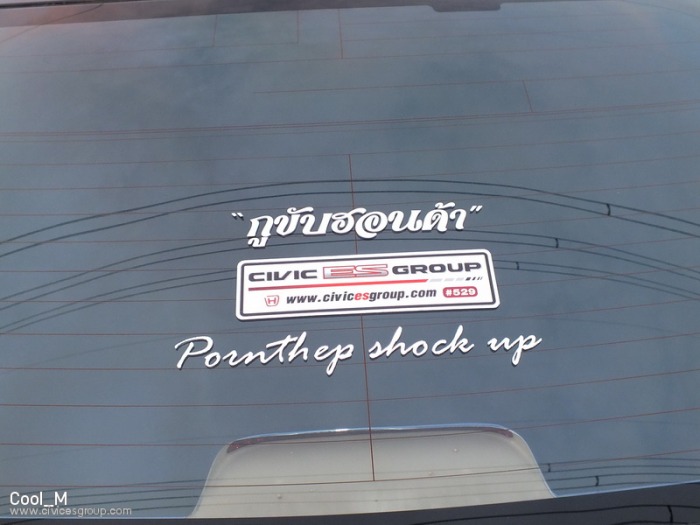 "กูขับฮอนด้า"
CIVIC ES GROUP
www.civicesgroup.com #529
Pornthep shock up
Cool_M
www.civicesgroup.com